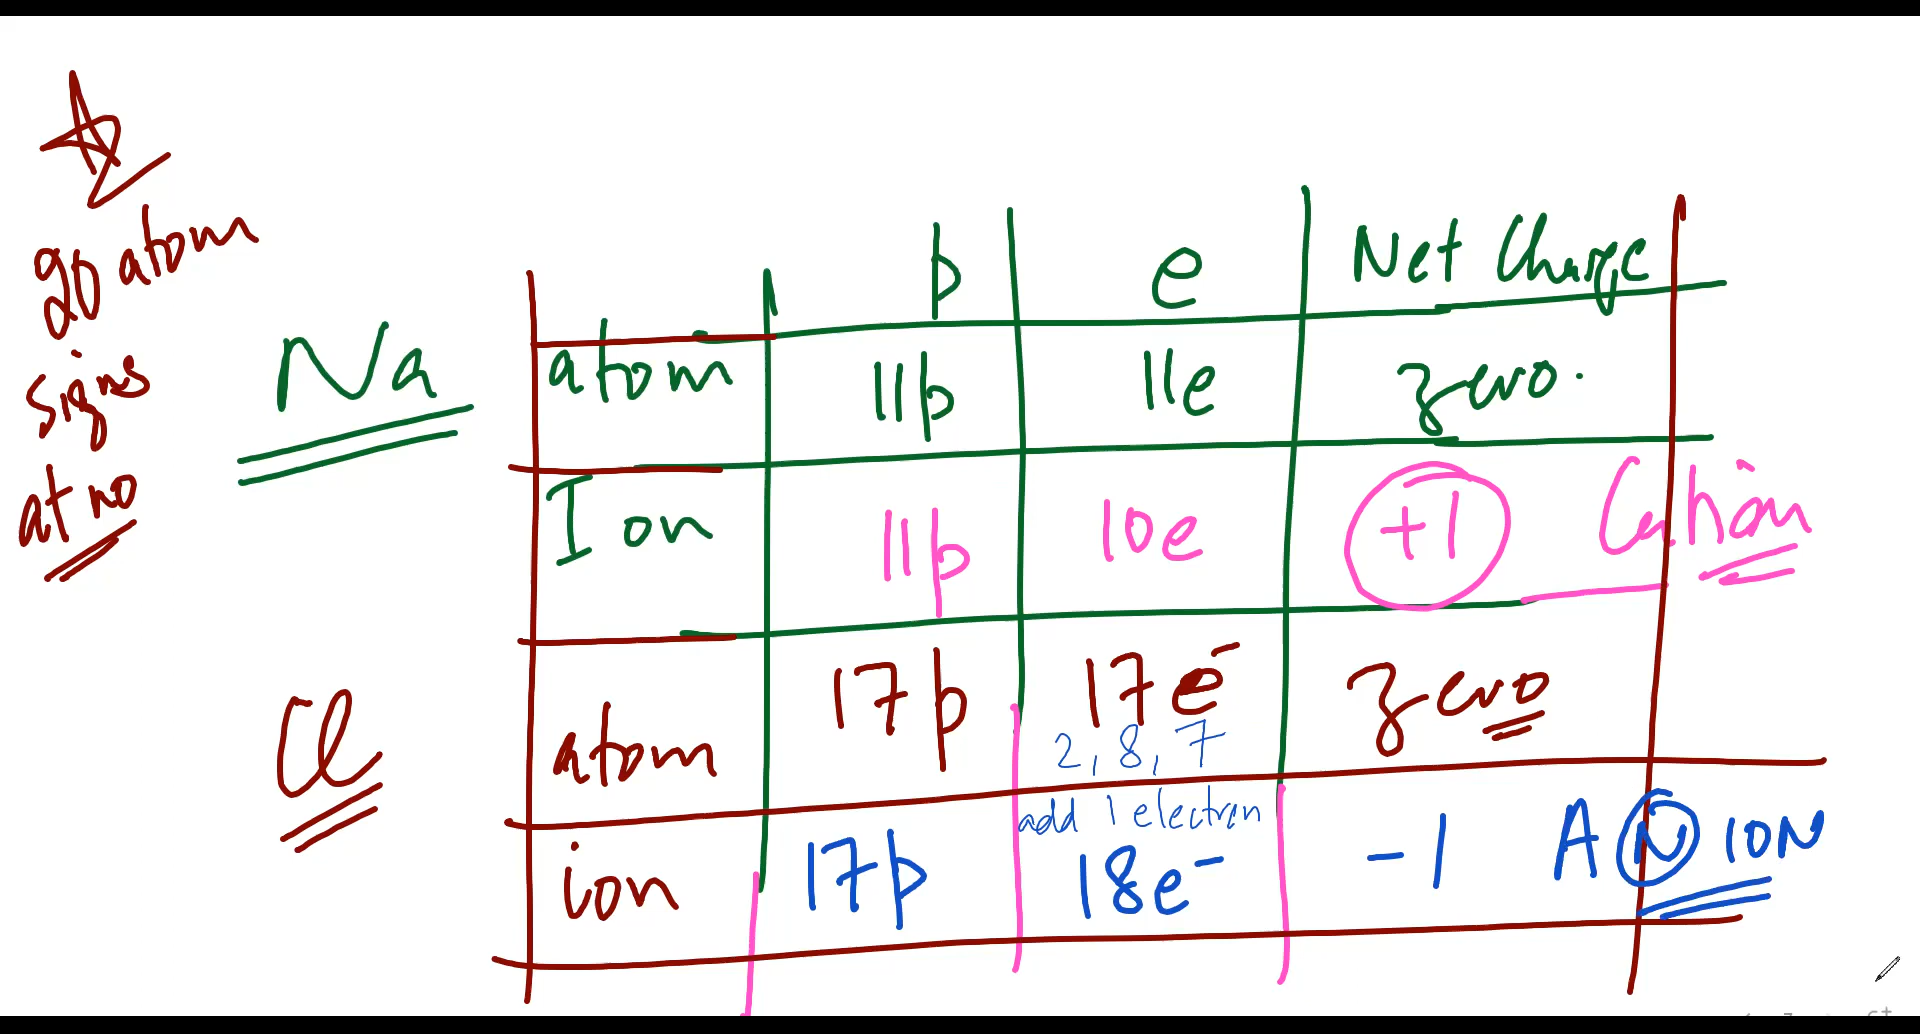 20 atom
signs
at no
p e Net Charge
Na atom 11p 11e zero.
Ion 11p 10e +1 Cation
Cl atom 17p 17e⁻ zero
2, 8, 7
add 1 electron
ion 17p 18e⁻ -1 ANION